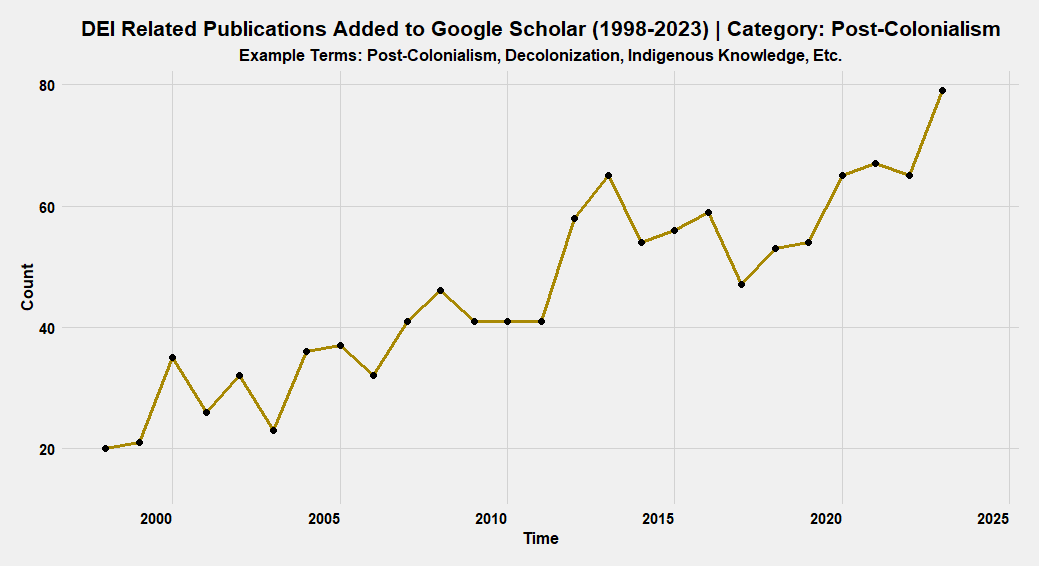 DEI Related Publications Added to Google Scholar (1998-2023) | Category: Post-Colonialism
Example Terms: Post-Colonialism, Decolonization, Indigenous Knowledge, Etc.
80
60
40
20
Count
2000 2005 2010 2015 2020 2025
Time